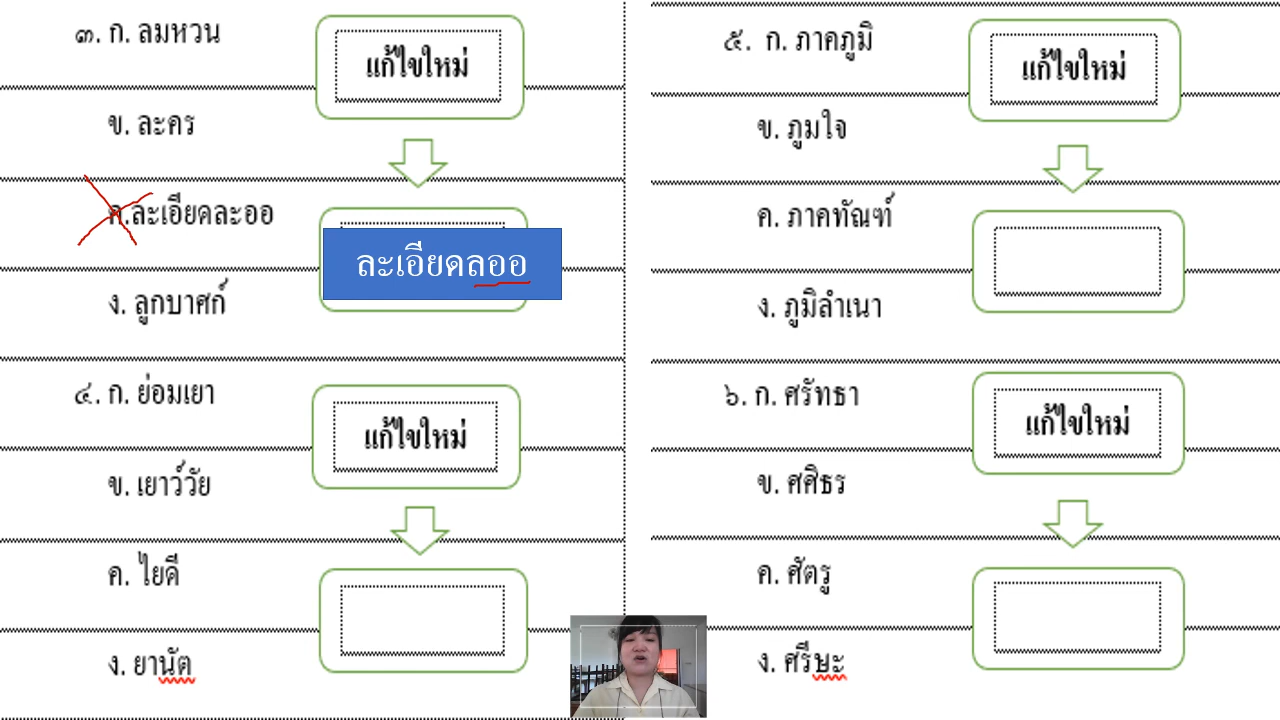 ๓. ก. ลมหวน
แก้ไขใหม่
ข. ละคร
ค.ละเอียดละออ
ละเอียดลออ
ง. ลูกบาศก์
๔. ก. ย่อมเยา
แก้ไขใหม่
ข. เยาว์วัย
ค. ไยดี
ง. ยานัต
๕. ก. ภาคภูมิ
แก้ไขใหม่
ข. ภูมใจ
ค. ภาคทัณฑ์
ง. ภูมิลำเนา
๖. ก. ศรัทธา
แก้ไขใหม่
ข. ศศิธร
ค. ศัตรู
ง. ศรีษะ